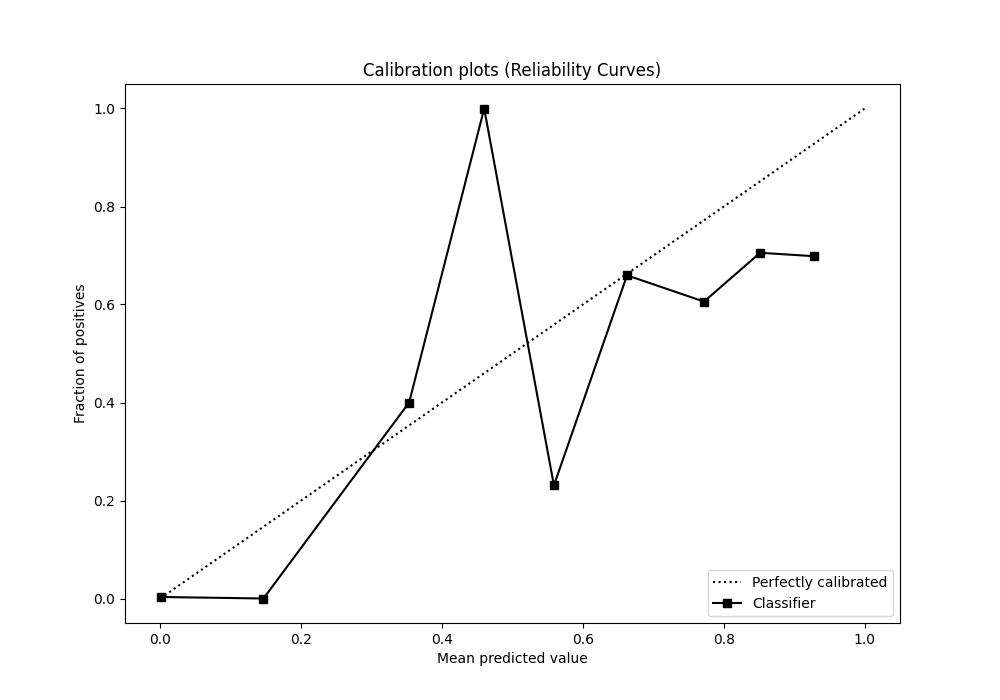 Calibration plots (Reliability Curves)
1.0
0.8
0.6
0.4
0.2
0.0
Fraction of positives
0.0 0.2 0.4 0.6 0.8 1.0
Mean predicted value
Perfectly calibrated
Classifier